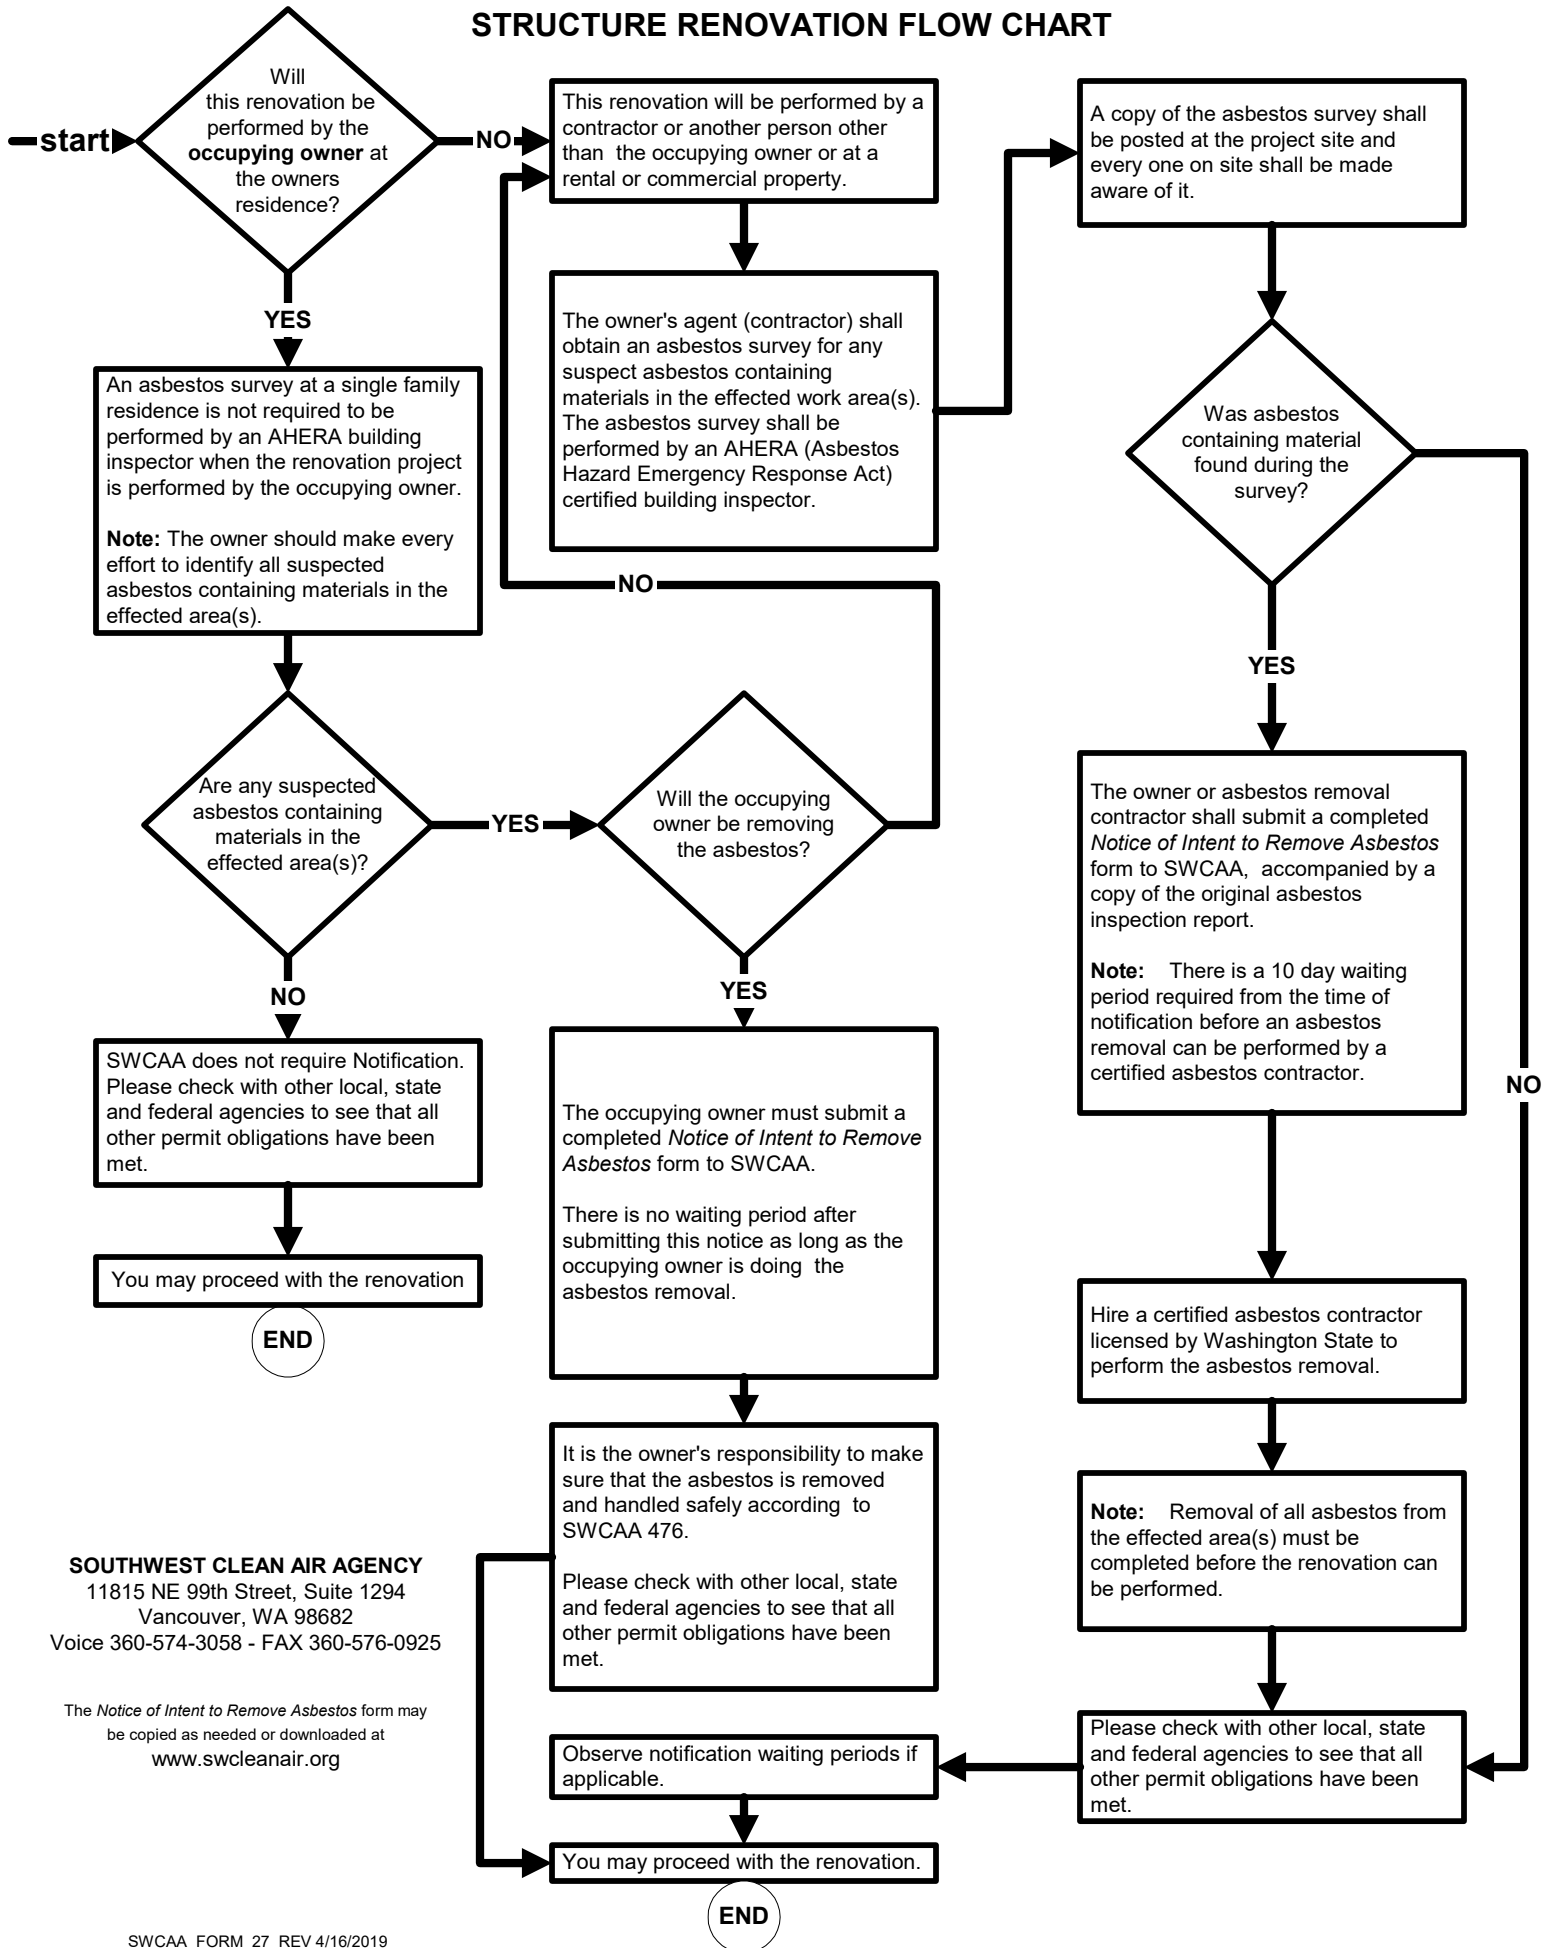 STRUCTURE RENOVATION FLOW CHART
start
Will
this renovation be
performed by the
occupying owner at
the owners
residence?
NO
YES
An asbestos survey at a single family
residence is not required to be
performed by an AHERA building
inspector when the renovation project
is performed by the occupying owner.
Note: The owner should make every
effort to identify all suspected
asbestos containing materials in the
effected area(s).
Are any suspected
asbestos containing
materials in the
effected area(s)?
YES
NO
SWCAA does not require Notification.
Please check with other local, state
and federal agencies to see that all
other permit obligations have been
met.
You may proceed with the renovation
END
This renovation will be performed by a
contractor or another person other
than the occupying owner or at a
rental or commercial property.
The owner's agent (contractor) shall
obtain an asbestos survey for any
suspect asbestos containing
materials in the effected work area(s).
The asbestos survey shall be
performed by an AHERA (Asbestos
Hazard Emergency Response Act)
certified building inspector.
NO
Will the occupying
owner be removing
the asbestos?
YES
The occupying owner must submit a
completed Notice of Intent to Remove
Asbestos form to SWCAA.
There is no waiting period after
submitting this notice as long as the
occupying owner is doing the
asbestos removal.
It is the owner's responsibility to make
sure that the asbestos is removed
and handled safely according to
SWCAA 476.
Please check with other local, state
and federal agencies to see that all
other permit obligations have been
met.
Observe notification waiting periods if
applicable.
You may proceed with the renovation.
END
A copy of the asbestos survey shall
be posted at the project site and
every one on site shall be made
aware of it.
Was asbestos
containing material
found during the
survey?
YES
NO
The owner or asbestos removal
contractor shall submit a completed
Notice of Intent to Remove Asbestos
form to SWCAA, accompanied by a
copy of the original asbestos
inspection report.
Note: There is a 10 day waiting
period required from the time of
notification before an asbestos
removal can be performed by a
certified asbestos contractor.
Hire a certified asbestos contractor
licensed by Washington State to
perform the asbestos removal.
Note: Removal of all asbestos from
the effected area(s) must be
completed before the renovation can
be performed.
Please check with other local, state
and federal agencies to see that all
other permit obligations have been
met.
SOUTHWEST CLEAN AIR AGENCY
11815 NE 99th Street, Suite 1294
Vancouver, WA 98682
Voice 360-574-3058 - FAX 360-576-0925
The Notice of Intent to Remove Asbestos form may
be copied as needed or downloaded at
www.swcleanair.org
SWCAA FORM 27 REV 4/16/2019